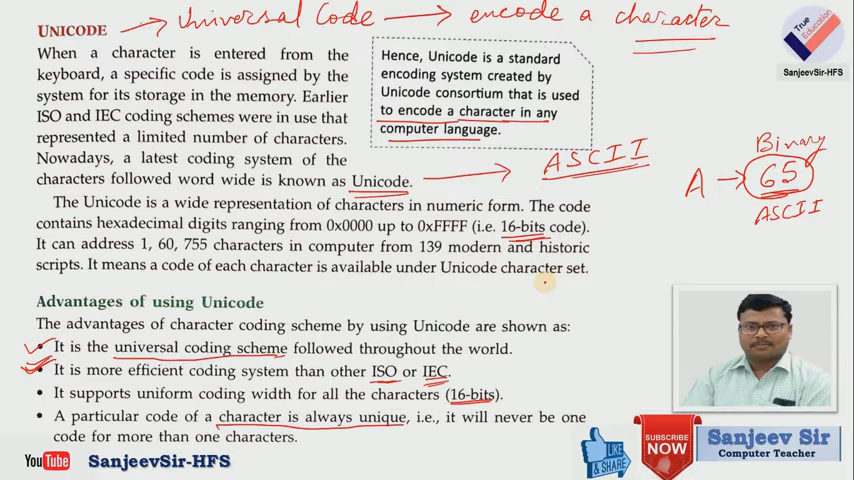 UNICODE → Universal Code → encode a character
True Education
SanjeevSir-HFS
When a character is entered from the
keyboard, a specific code is assigned by the
system for its storage in the memory. Earlier
ISO and IEC coding schemes were in use that
represented a limited number of characters.
Nowadays, a latest coding system of the
characters followed word wide is known as Unicode.
Hence, Unicode is a standard
encoding system created by
Unicode consortium that is used
to encode a character in any
computer language.
ASCII
Binary
A → 65
ASCII
The Unicode is a wide representation of characters in numeric form. The code
contains hexadecimal digits ranging from 0x0000 up to 0xFFFF (i.e. 16-bits code).
It can address 1, 60, 755 characters in computer from 139 modern and historic
scripts. It means a code of each character is available under Unicode character set.
Advantages of using Unicode
The advantages of character coding scheme by using Unicode are shown as:
• It is the universal coding scheme followed throughout the world.
• It is more efficient coding system than other ISO or IEC.
• It supports uniform coding width for all the characters (16-bits).
• A particular code of a character is always unique, i.e., it will never be one
code for more than one characters.
YouTube SanjeevSir-HFS
LIKE & SHARE
SUBSCRIBE NOW
Sanjeev Sir
Computer Teacher